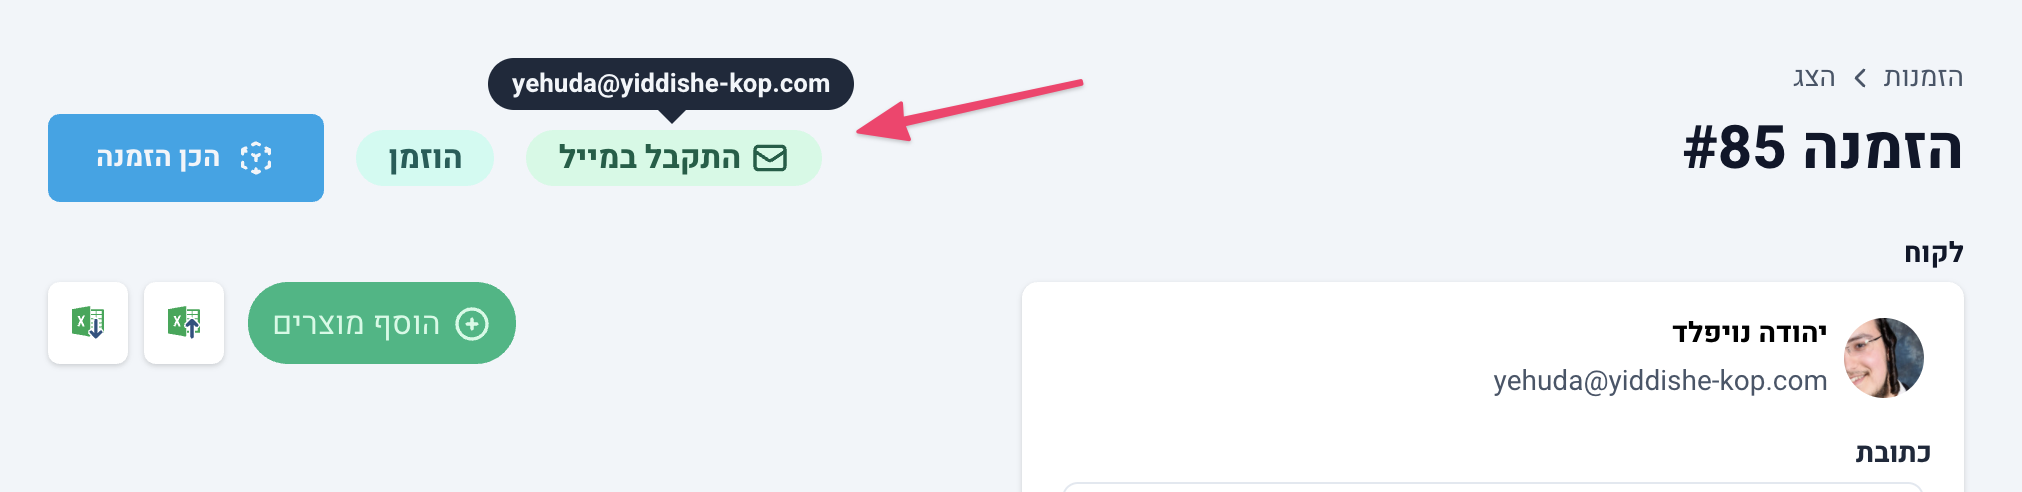 הזמנות > הצג
הזמנה #85
yehuda@yiddishe-kop.com
התקבל במייל
הוזמן
הכן הזמנה
לקוח
הוסף מוצרים
יהודה נויפלד
yehuda@yiddishe-kop.com
כתובת